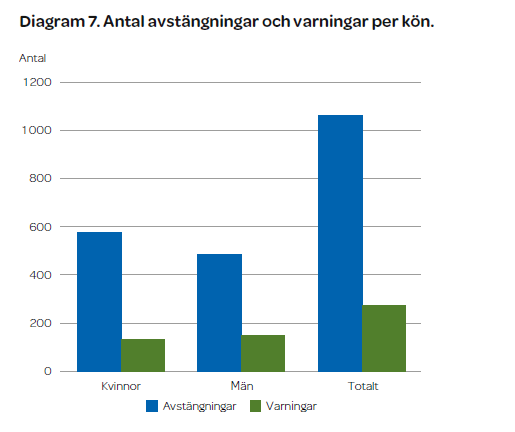 Diagram 7. Antal avstängningar och varningar per kön.
Antal
1200
1000
800
600
400
200
0
Kvinnor Män Totalt
Avstängningar Varningar